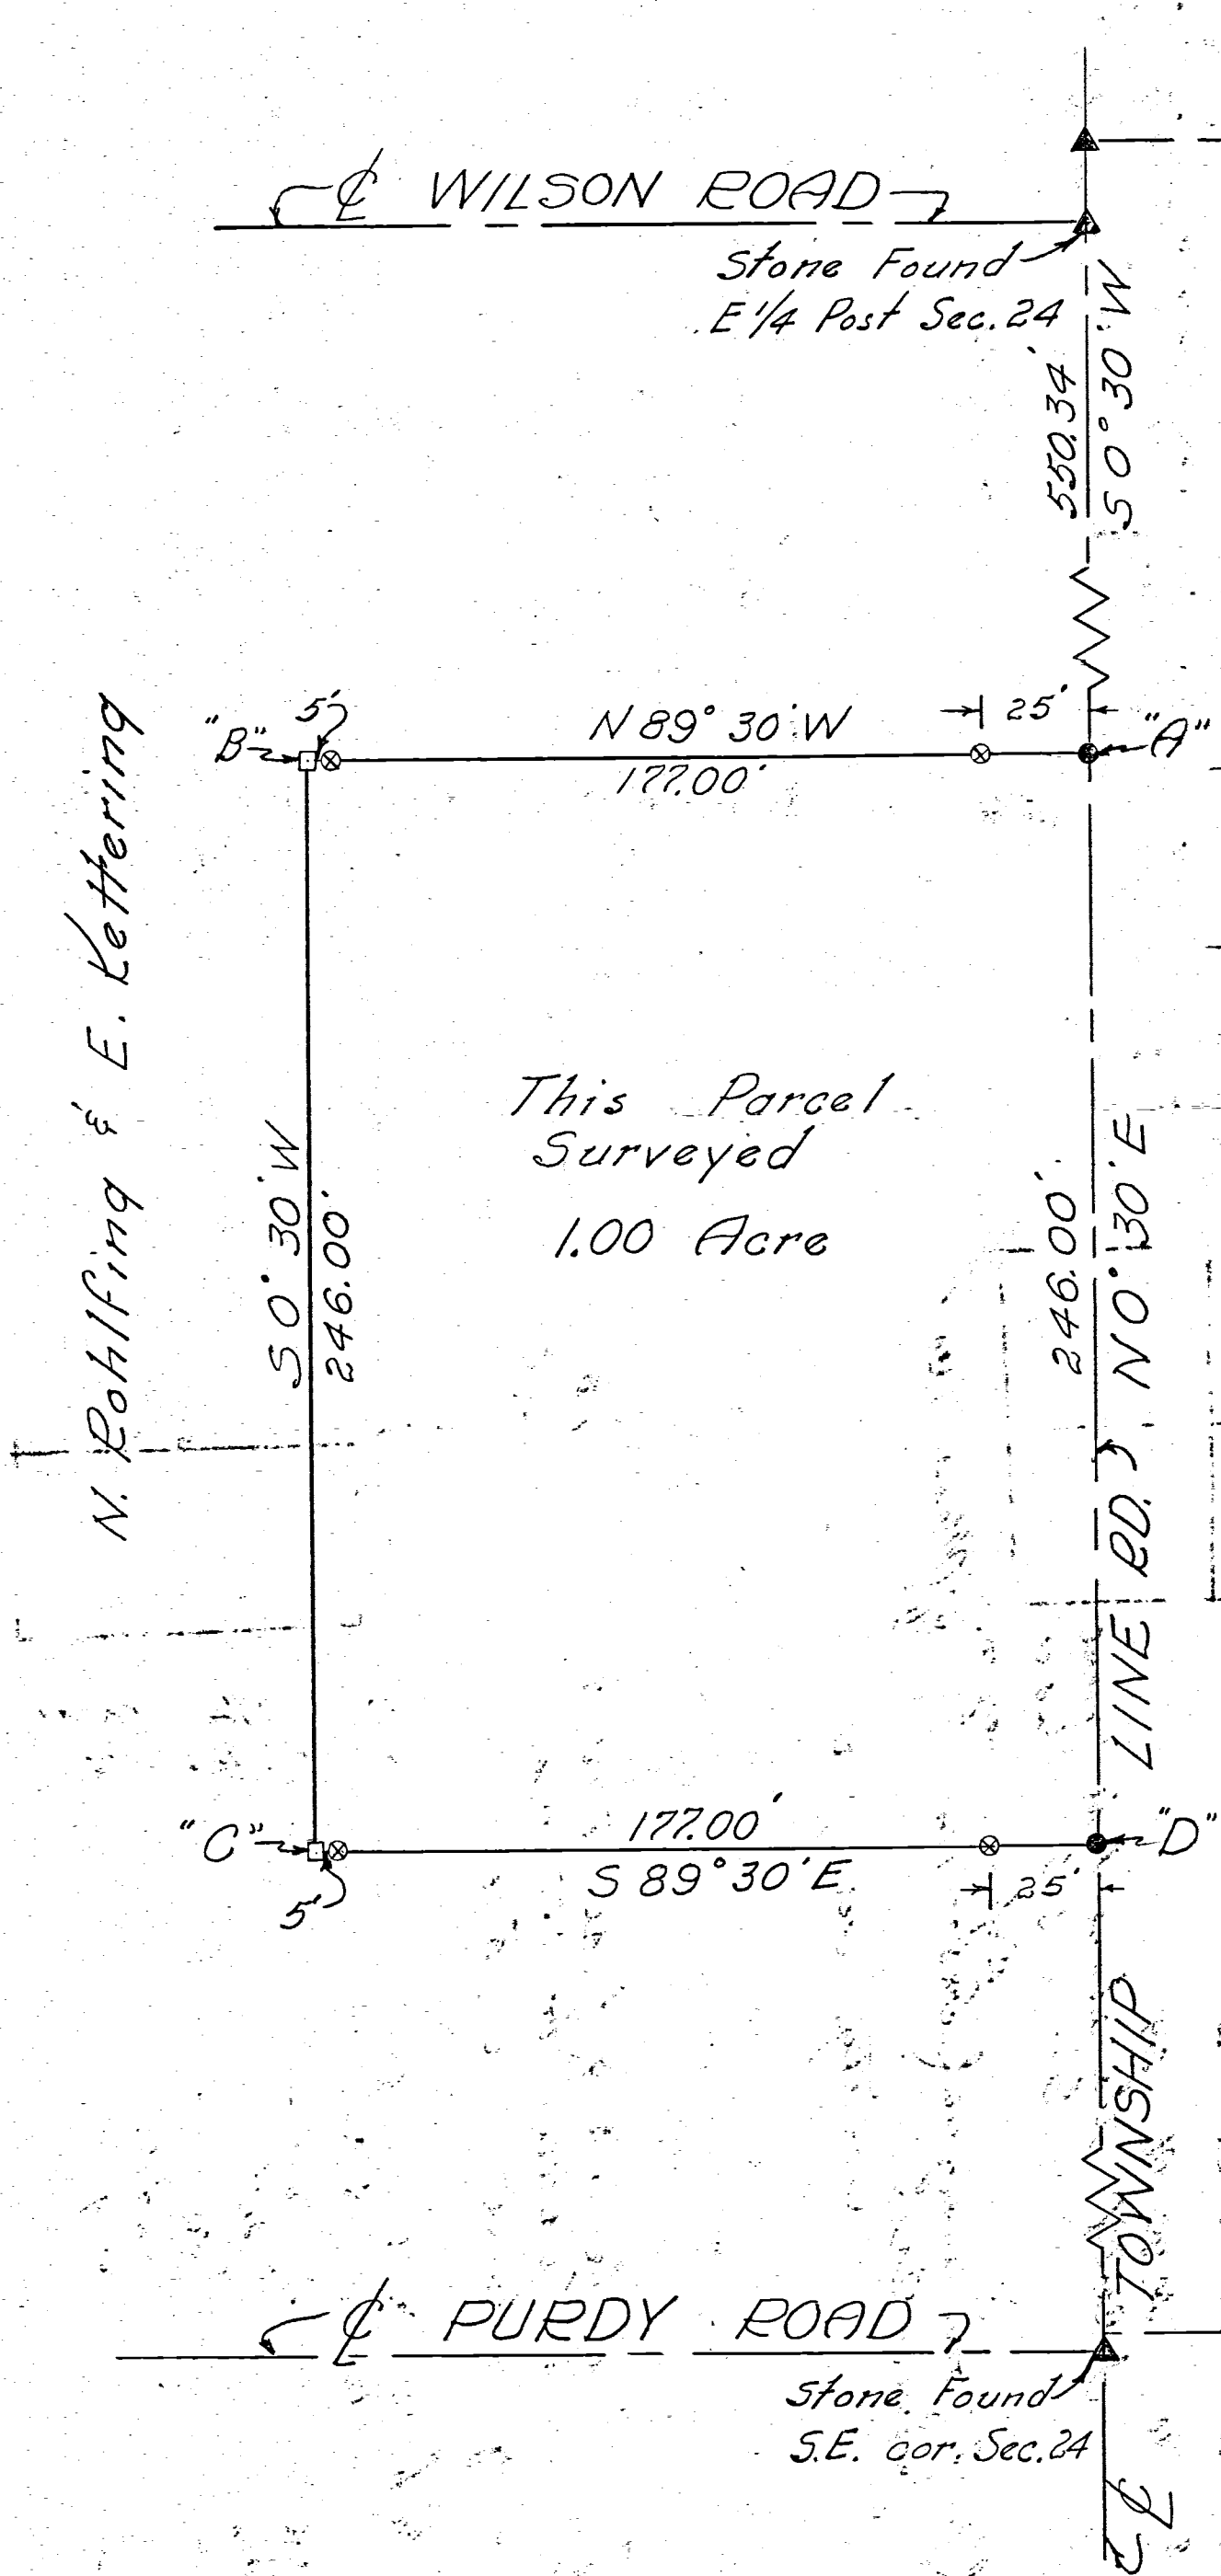 ℄ WILSON ROAD
Stone Found
E 1/4 Post Sec. 24
550.34'
S 0° 30' W
"B"
5'
N 89° 30' W
177.00'
25'
"A"
N. Rohlfing & E. Kettering
S 0° 30' W
246.00'
This Parcel
Surveyed
1.00 Acre
246.00'
N 0° 30' E
℄ TOWNSHIP LINE RD.
"C"
5'
177.00'
S 89° 30' E
25'
"D"
℄ PURDY ROAD
Stone Found
S.E. cor. Sec. 24